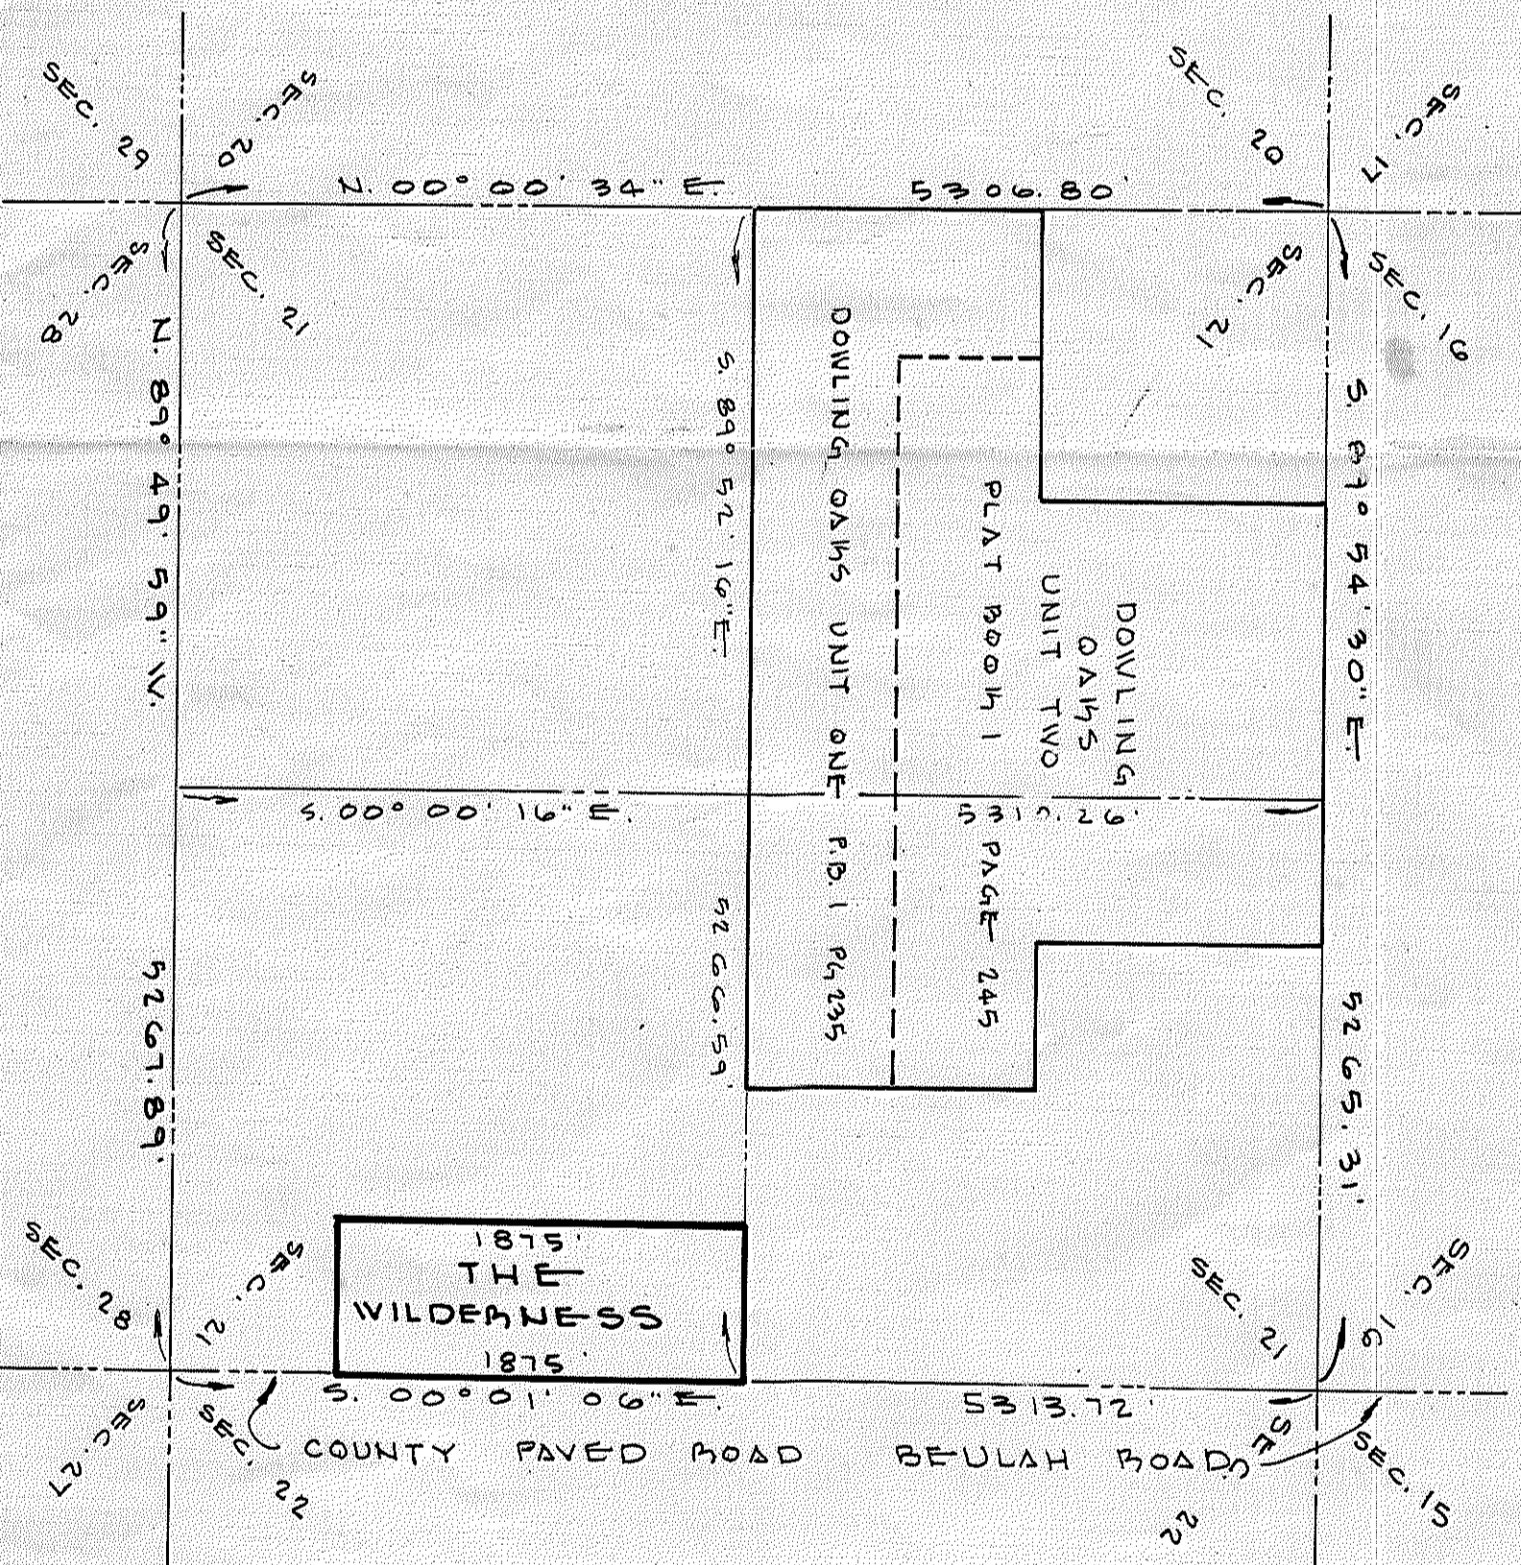 SEC. 29
SEC. 20
SEC. 20
SEC. 17
N. 00° 00' 34" E.
5306.80'
SEC. 28
SEC. 21
SEC. 21
SEC. 16
N. 89° 49' 59" W.
5267.89'
S. 89° 52' 16" E.
5266.59'
DOWLING OAKS UNIT ONE P.B. 1 PG 235
PLAT BOOK 1 PAGE 245
DOWLING
OAKS
UNIT TWO
S. 89° 54' 30" E.
5265.31'
S. 00° 00' 16" E.
1875'
THE
WILDERNESS
1875'
SEC. 28
SEC. 21
SEC. 21
SEC. 16
S. 00° 01' 06" E.
5313.72'
SEC. 27
SEC. 22
COUNTY PAVED ROAD BEULAH ROAD
SEC. 22
SEC. 15